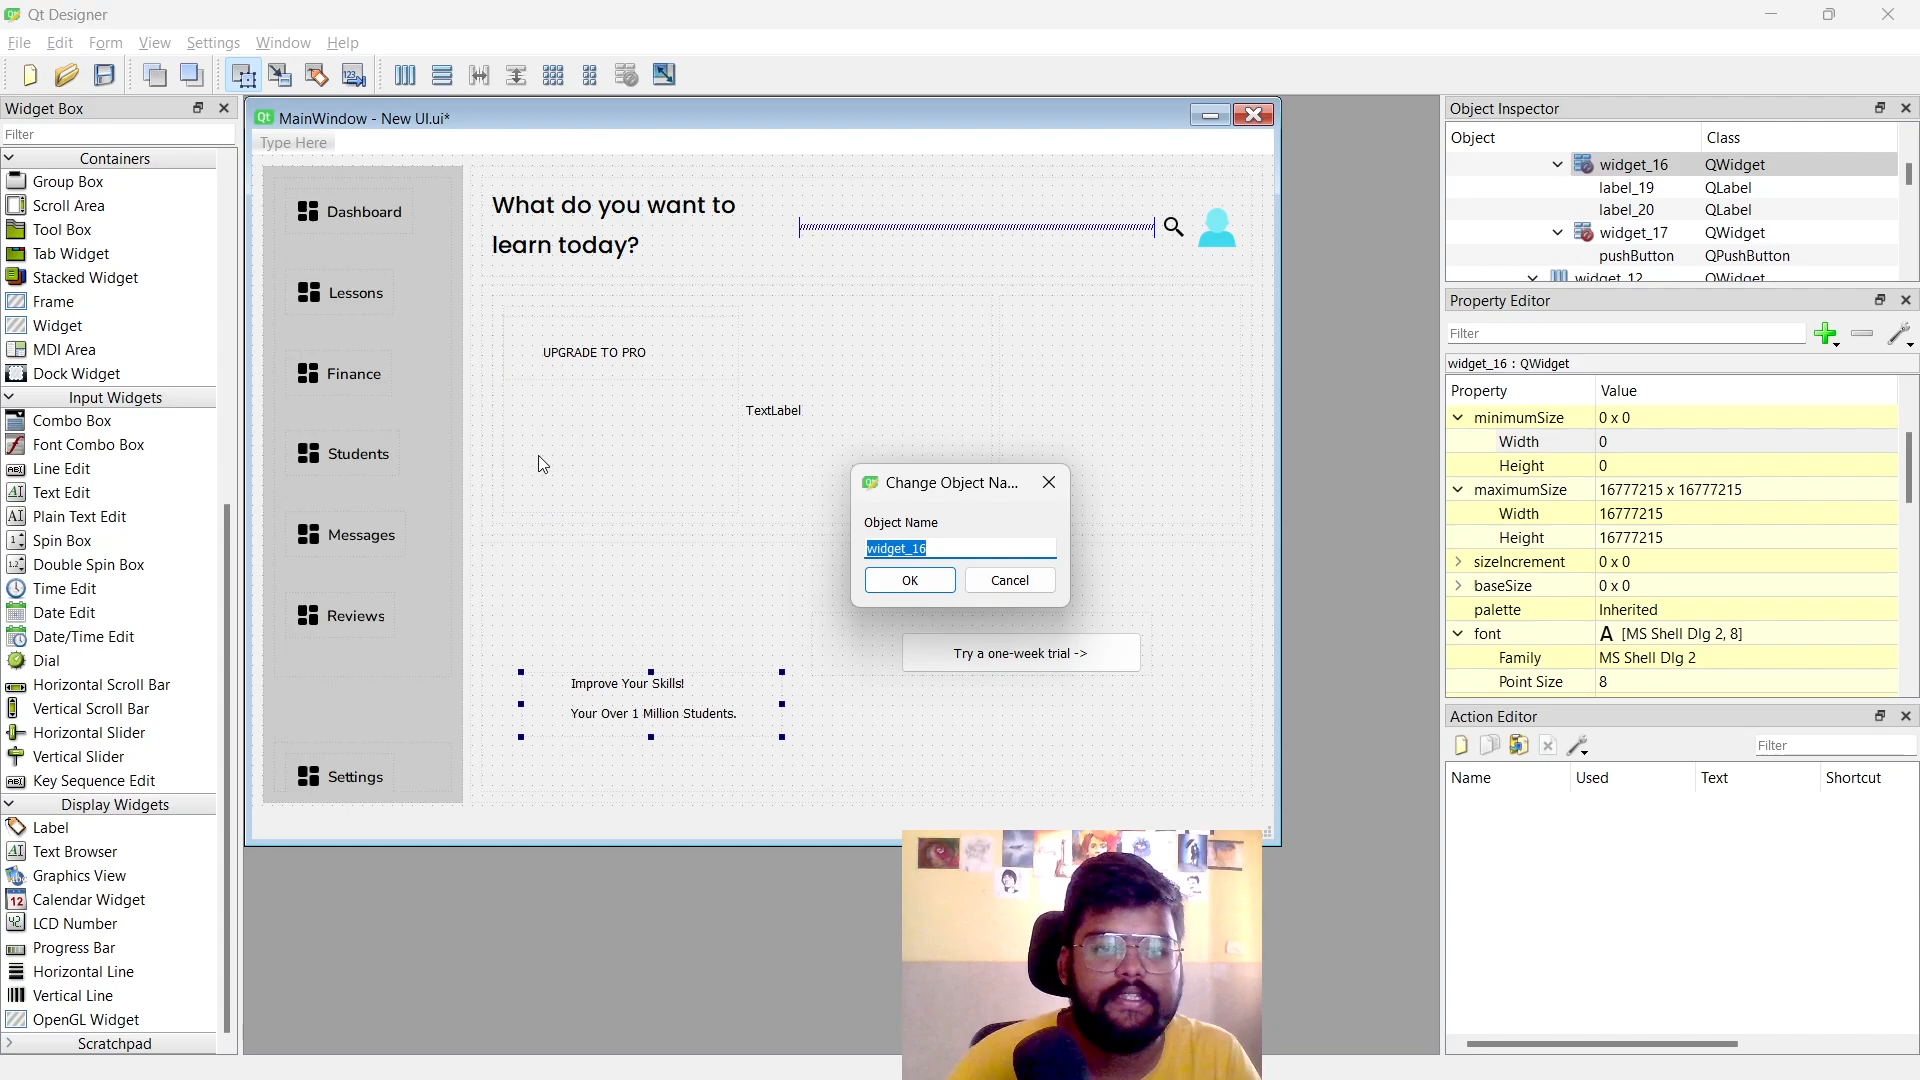 Qt Designer
File Edit Form View Settings Window Help
Widget Box
Filter
Containers
Group Box
Scroll Area
Tool Box
Tab Widget
Stacked Widget
Frame
Widget
MDI Area
Dock Widget
Input Widgets
Combo Box
Font Combo Box
Line Edit
Text Edit
Plain Text Edit
Spin Box
Double Spin Box
Time Edit
Date Edit
Date/Time Edit
Dial
Horizontal Scroll Bar
Vertical Scroll Bar
Horizontal Slider
Vertical Slider
Key Sequence Edit
Display Widgets
Label
Text Browser
Graphics View
Calendar Widget
LCD Number
Progress Bar
Horizontal Line
Vertical Line
OpenGL Widget
Scratchpad
MainWindow - New UI.ui*
Type Here
Dashboard
Lessons
Finance
Students
Messages
Reviews
Settings
What do you want to
learn today?
UPGRADE TO PRO
TextLabel
Improve Your Skills!
Your Over 1 Million Students.
Try a one-week trial ->
Change Object Na...
Object Name
widget_16
OK Cancel
Object Inspector
Object Class
widget_16 QWidget
label_19 QLabel
label_20 QLabel
widget_17 QWidget
pushButton QPushButton
widget_12 QWidget
Property Editor
Filter
widget_16 : QWidget
Property Value
minimumSize 0 x 0
Width 0
Height 0
maximumSize 16777215 x 16777215
Width 16777215
Height 16777215
sizeIncrement 0 x 0
baseSize 0 x 0
palette Inherited
font A [MS Shell Dlg 2, 8]
Family MS Shell Dlg 2
Point Size 8
Action Editor
Filter
Name Used Text Shortcut